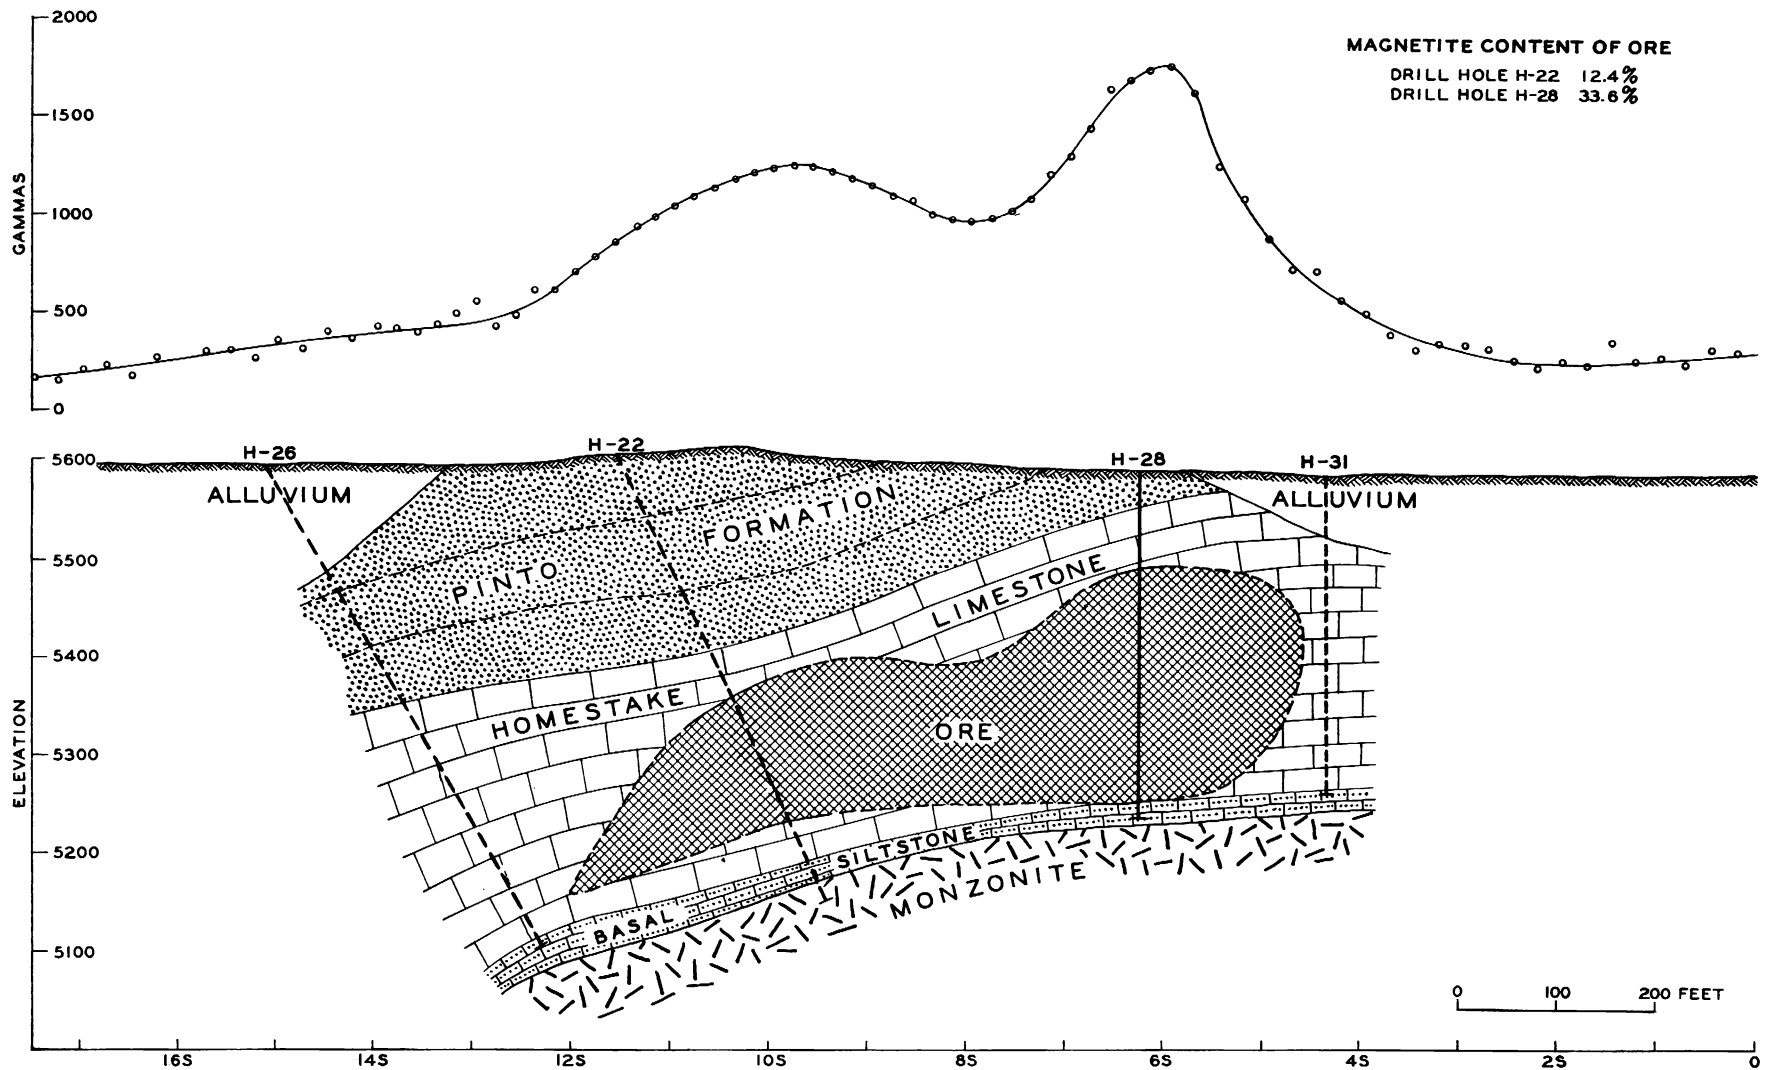 2000
MAGNETITE CONTENT OF ORE
DRILL HOLE H-22 12.4%
DRILL HOLE H-28 33.6%
1500
1000
GAMMAS
500
0
5600
H-26
H-22
H-28
H-31
ALLUVIUM
ALLUVIUM
PINTO FORMATION
5500
HOMESTAKE LIMESTONE
5400
ORE
5300
ELEVATION
5200
BASAL SILTSTONE
MONZONITE
5100
0 100 200 FEET
16S 14S 12S 10S 8S 6S 4S 2S 0